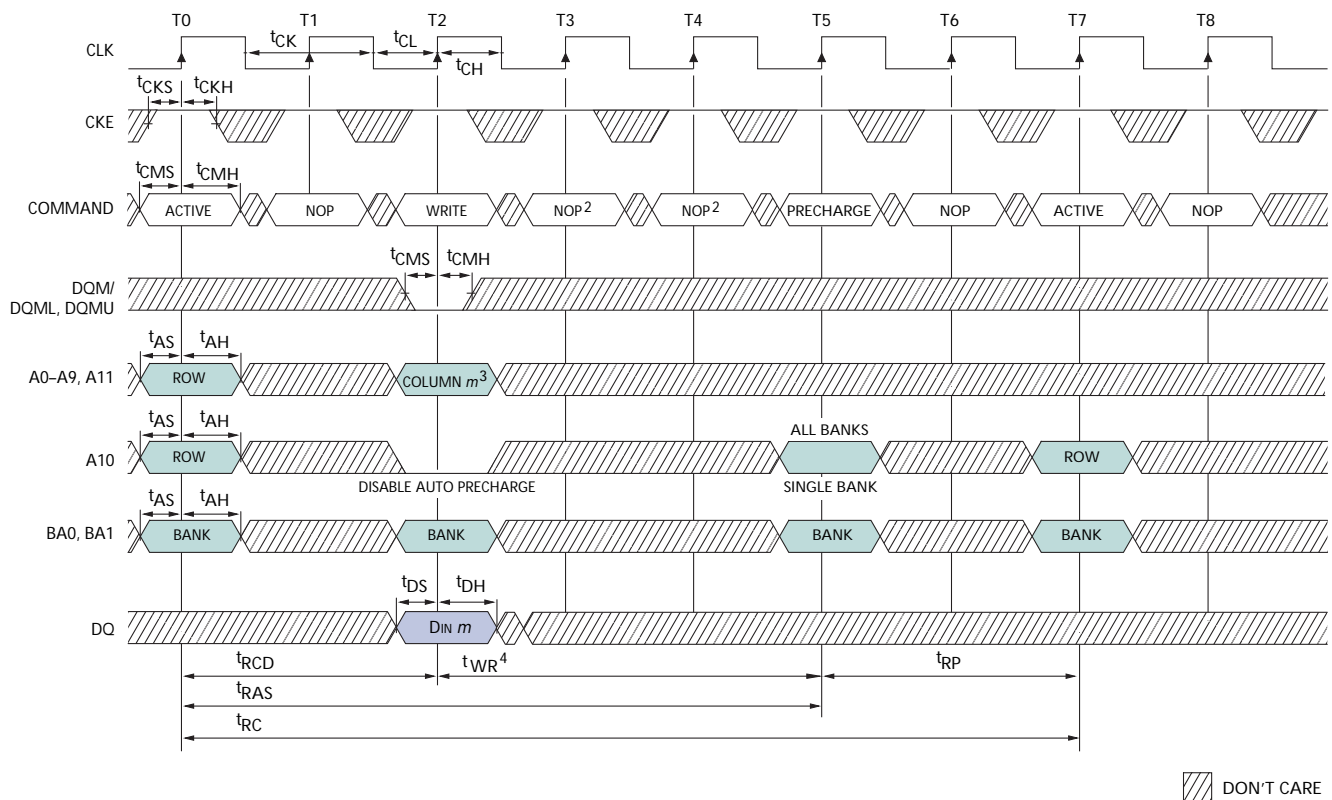 T0 T1 T2 T3 T4 T5 T6 T7 T8
CLK
tCK tCL
tCH
tCKS tCKH
CKE
tCMS tCMH
COMMAND ACTIVE NOP WRITE NOP2 NOP2 PRECHARGE NOP ACTIVE NOP
tCMS tCMH
DQM/
DQML, DQMU
tAS tAH
A0–A9, A11 ROW COLUMN m3
tAS tAH
ALL BANKS
A10 ROW ROW
DISABLE AUTO PRECHARGE SINGLE BANK
tAS tAH
BA0, BA1 BANK BANK BANK BANK
tDS tDH
DQ DIN m
tRCD tWR4 tRP
tRAS
tRC
DON'T CARE